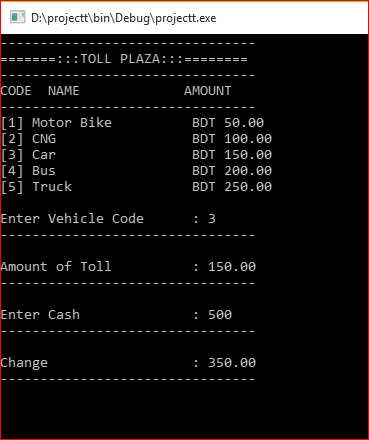 D:\projectt\bin\Debug\projectt.exe
--------------------------------
=======:::TOLL PLAZA:::========
--------------------------------
CODE  NAME             AMOUNT
--------------------------------
[1] Motor Bike          BDT 50.00
[2] CNG                 BDT 100.00
[3] Car                 BDT 150.00
[4] Bus                 BDT 200.00
[5] Truck               BDT 250.00
Enter Vehicle Code      : 3
--------------------------------
Amount of Toll          : 150.00
--------------------------------
Enter Cash              : 500
--------------------------------
Change                  : 350.00
--------------------------------